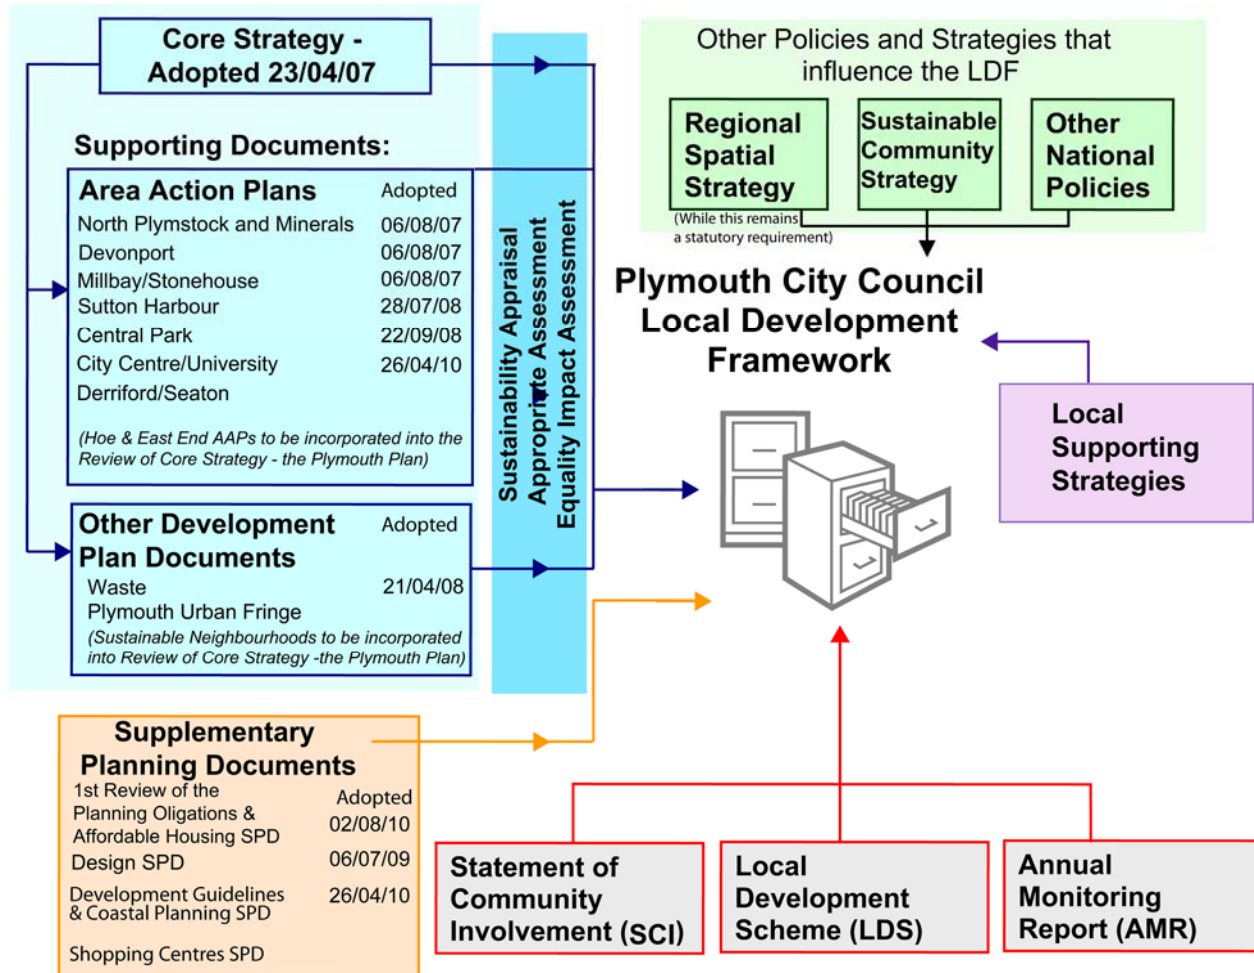 Core Strategy -
Adopted 23/04/07
Supporting Documents:
Area Action Plans Adopted
North Plymstock and Minerals 06/08/07
Devonport 06/08/07
Millbay/Stonehouse 06/08/07
Sutton Harbour 28/07/08
Central Park 22/09/08
City Centre/University 26/04/10
Derriford/Seaton
(Hoe & East End AAPs to be incorporated into the
Review of Core Strategy - the Plymouth Plan)
Other Development Adopted
Plan Documents
Waste 21/04/08
Plymouth Urban Fringe
(Sustainable Neighbourhoods to be incorporated
into Review of Core Strategy -the Plymouth Plan)
Sustainability Appraisal
Appropriate Assessment
Equality Impact Assessment
Other Policies and Strategies that
influence the LDF
Regional
Spatial
Strategy
(While this remains
a statutory requirement)
Sustainable
Community
Strategy
Other
National
Policies
Plymouth City Council
Local Development
Framework
Local
Supporting
Strategies
Supplementary
Planning Documents
1st Review of the Adopted
Planning Oligations & 02/08/10
Affordable Housing SPD
Design SPD 06/07/09
Development Guidelines 26/04/10
& Coastal Planning SPD
Shopping Centres SPD
Statement of
Community
Involvement (SCI)
Local
Development
Scheme (LDS)
Annual
Monitoring
Report (AMR)